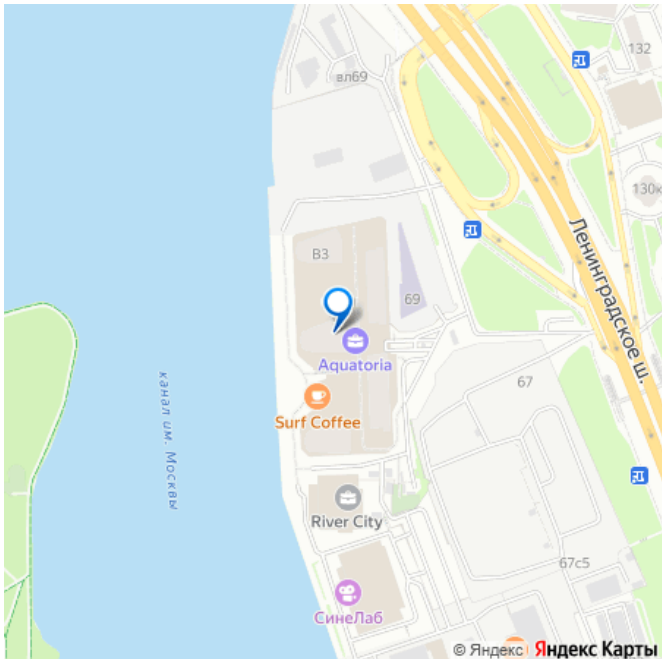 132
вл69
130к
Ленинградское ш.
В3
69
Aquatoria
67
Surf Coffee
канал им. Москвы
River City
67с5
СинеЛаб
© Яндекс Яндекс Карты